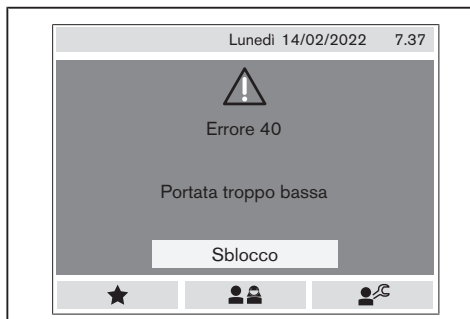 Lunedì 14/02/2022 7.37
Errore 40
Portata troppo bassa
Sblocco